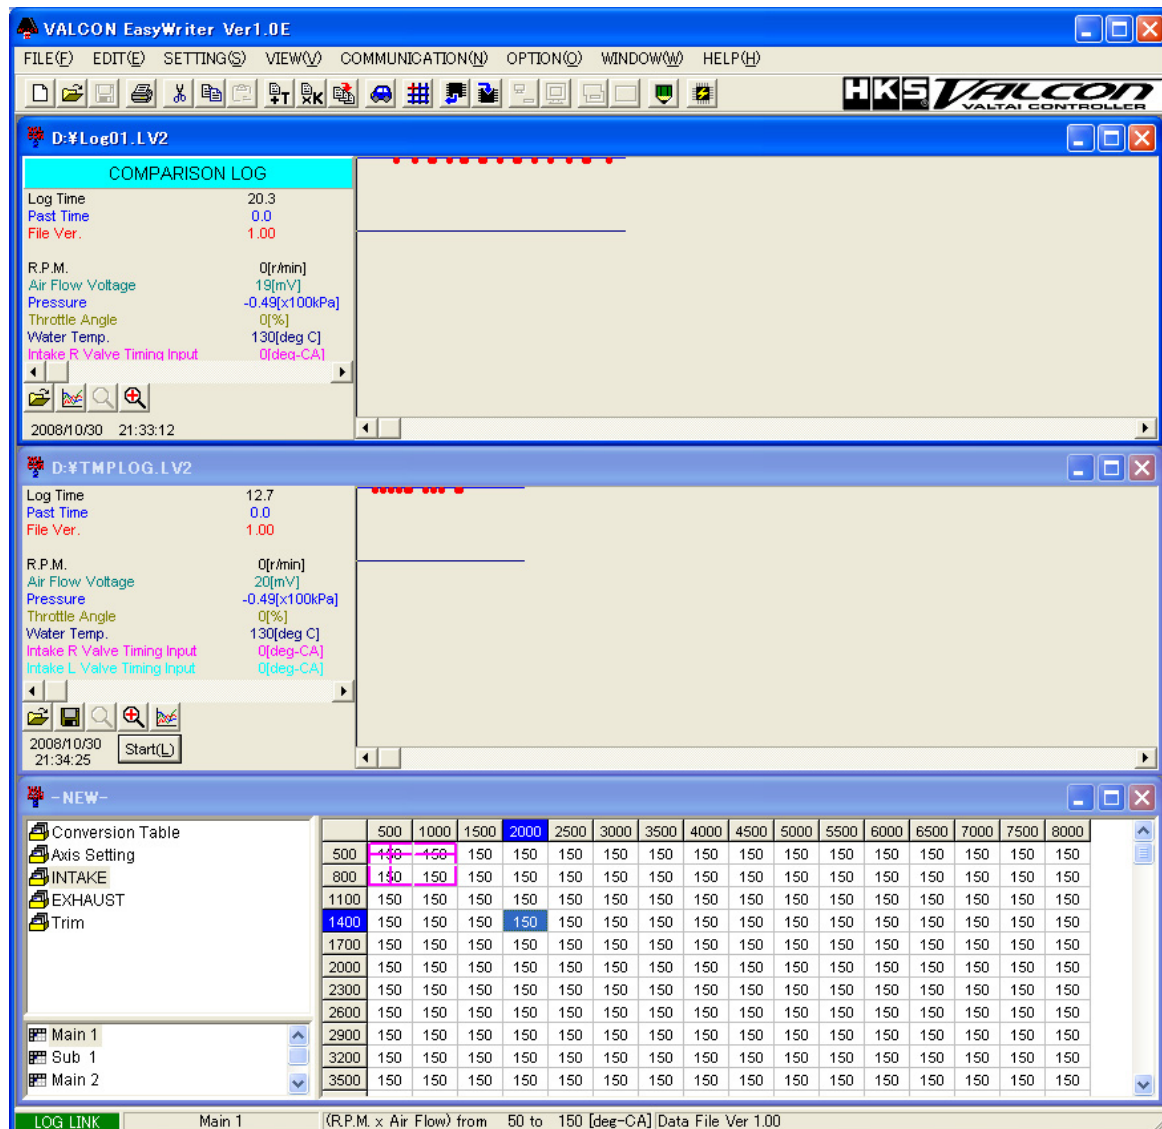 VALCON EasyWriter Ver1.0E
FILE(F) EDIT(E) SETTING(S) VIEW(V) COMMUNICATION(N) OPTION(O) WINDOW(W) HELP(H)
HKS VALCON
VALTAI CONTROLLER
D:¥Log01.LV2
COMPARISON LOG
Log Time 20.3
Past Time 0.0
File Ver. 1.00
R.P.M. 0[r/min]
Air Flow Voltage 19[mV]
Pressure -0.49[x100kPa]
Throttle Angle 0[%]
Water Temp. 130[deg C]
Intake R Valve Timing Input 0[deg-CA]
2008/10/30 21:33:12
D:¥TMPLOG.LV2
Log Time 12.7
Past Time 0.0
File Ver. 1.00
R.P.M. 0[r/min]
Air Flow Voltage 20[mV]
Pressure -0.49[x100kPa]
Throttle Angle 0[%]
Water Temp. 130[deg C]
Intake R Valve Timing Input 0[deg-CA]
Intake L Valve Timing Input 0[deg-CA]
2008/10/30
21:34:25
Start(L)
-NEW-
Conversion Table
Axis Setting
INTAKE
EXHAUST
Trim
Main 1
Sub 1
Main 2
500 1000 1500 2000 2500 3000 3500 4000 4500 5000 5500 6000 6500 7000 7500 8000
500 150 150 150 150 150 150 150 150 150 150 150 150 150 150 150 150
800 150 150 150 150 150 150 150 150 150 150 150 150 150 150 150 150
1100 150 150 150 150 150 150 150 150 150 150 150 150 150 150 150 150
1400 150 150 150 150 150 150 150 150 150 150 150 150 150 150 150 150
1700 150 150 150 150 150 150 150 150 150 150 150 150 150 150 150 150
2000 150 150 150 150 150 150 150 150 150 150 150 150 150 150 150 150
2300 150 150 150 150 150 150 150 150 150 150 150 150 150 150 150 150
2600 150 150 150 150 150 150 150 150 150 150 150 150 150 150 150 150
2900 150 150 150 150 150 150 150 150 150 150 150 150 150 150 150 150
3200 150 150 150 150 150 150 150 150 150 150 150 150 150 150 150 150
3500 150 150 150 150 150 150 150 150 150 150 150 150 150 150 150 150
LOG LINK Main 1 (R.P.M. x Air Flow) from 50 to 150 [deg-CA] Data File Ver 1.00